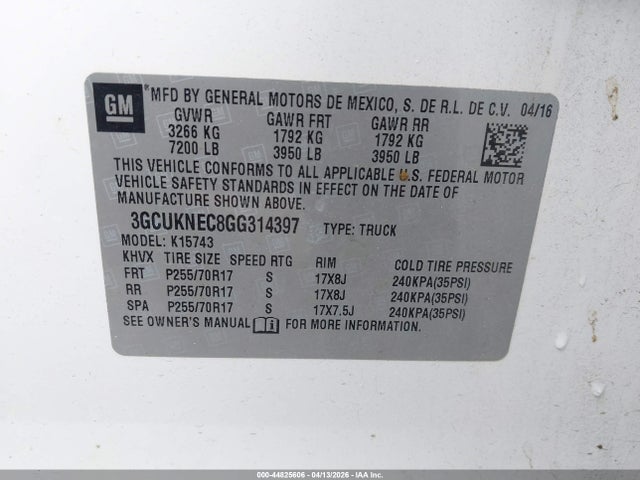 GM MFD BY GENERAL MOTORS DE MEXICO, S. DE R.L. DE C.V. 04/16
GVWR GAWR FRT GAWR RR
3266 KG 1792 KG 1792 KG
7200 LB 3950 LB 3950 LB
THIS VEHICLE CONFORMS TO ALL APPLICABLE U.S. FEDERAL MOTOR
VEHICLE SAFETY STANDARDS IN EFFECT ON THE DATE OF
MANUFACTURE SHOWN ABOVE.
3GCUKNEC8GG314397 TYPE: TRUCK
MODEL: K15743
KHVX TIRE SIZE SPEED RTG RIM COLD TIRE PRESSURE
FRT P255/70R17 S 17X8J 240KPA(35PSI)
RR P255/70R17 S 17X8J 240KPA(35PSI)
SPA P255/70R17 S 17X7.5J 240KPA(35PSI)
SEE OWNER'S MANUAL FOR MORE INFORMATION.
000-44825606 - 04/13/2026 - IAAI.com